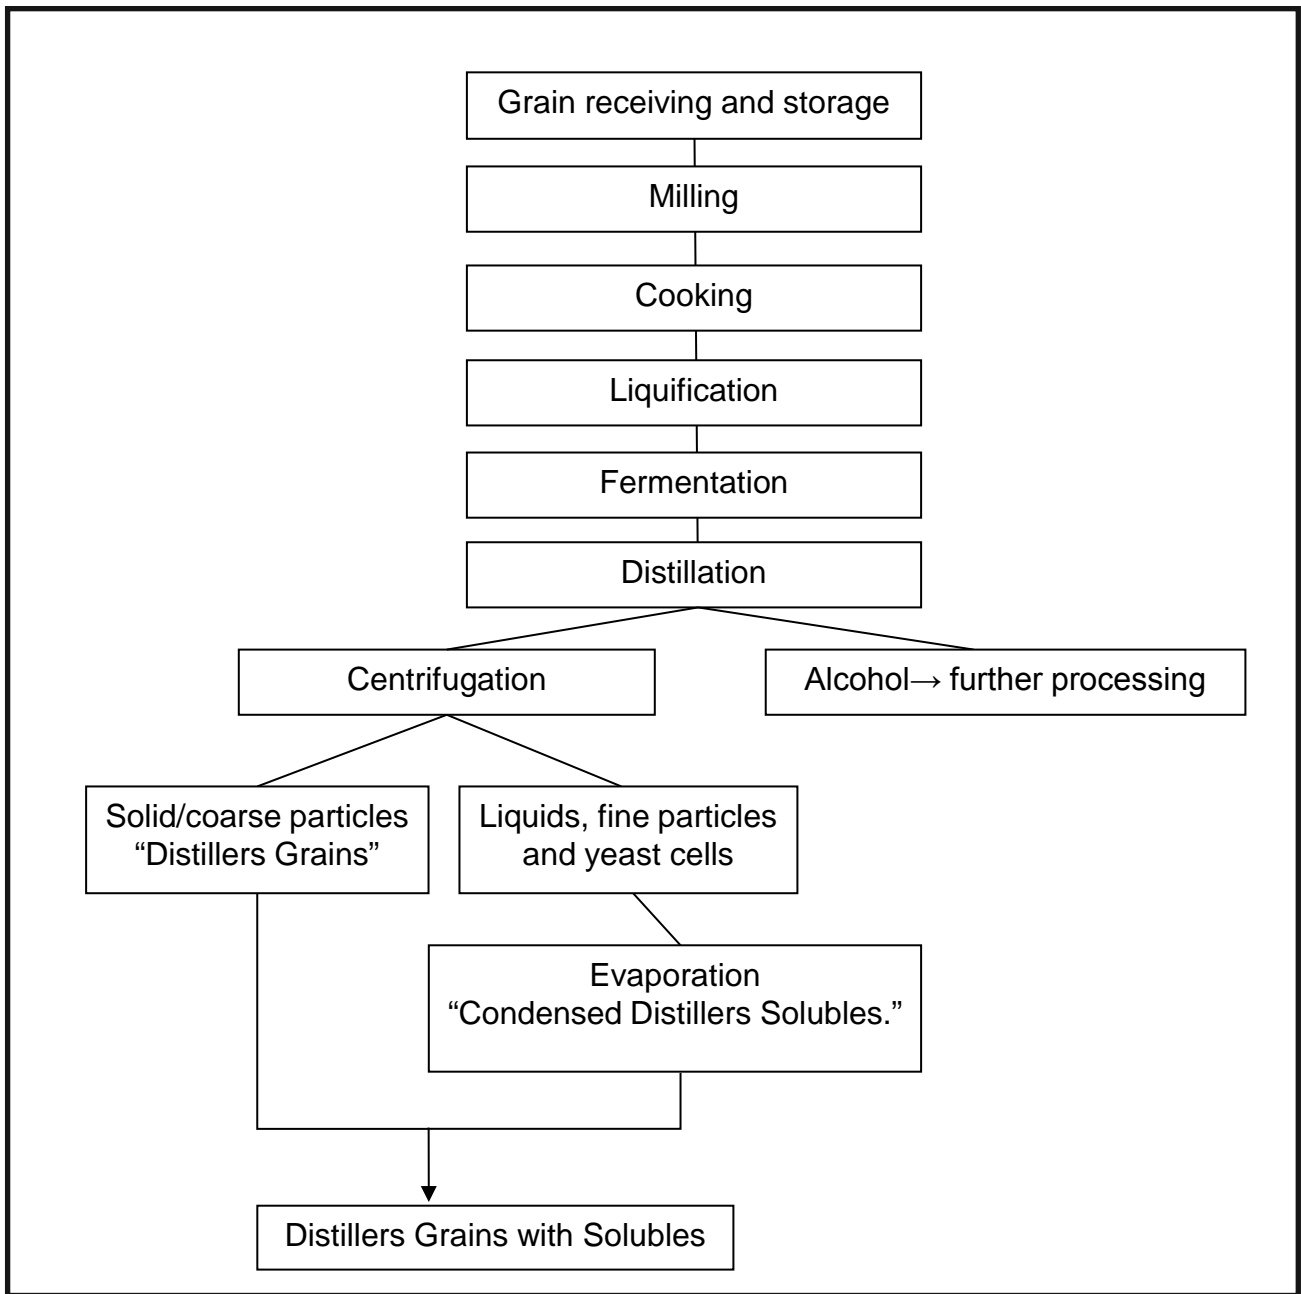 Grain receiving and storage
Milling
Cooking
Liquification
Fermentation
Distillation
Centrifugation
Alcohol→ further processing
Solid/coarse particles
“Distillers Grains”
Liquids, fine particles
and yeast cells
Evaporation
“Condensed Distillers Solubles.”
Distillers Grains with Solubles